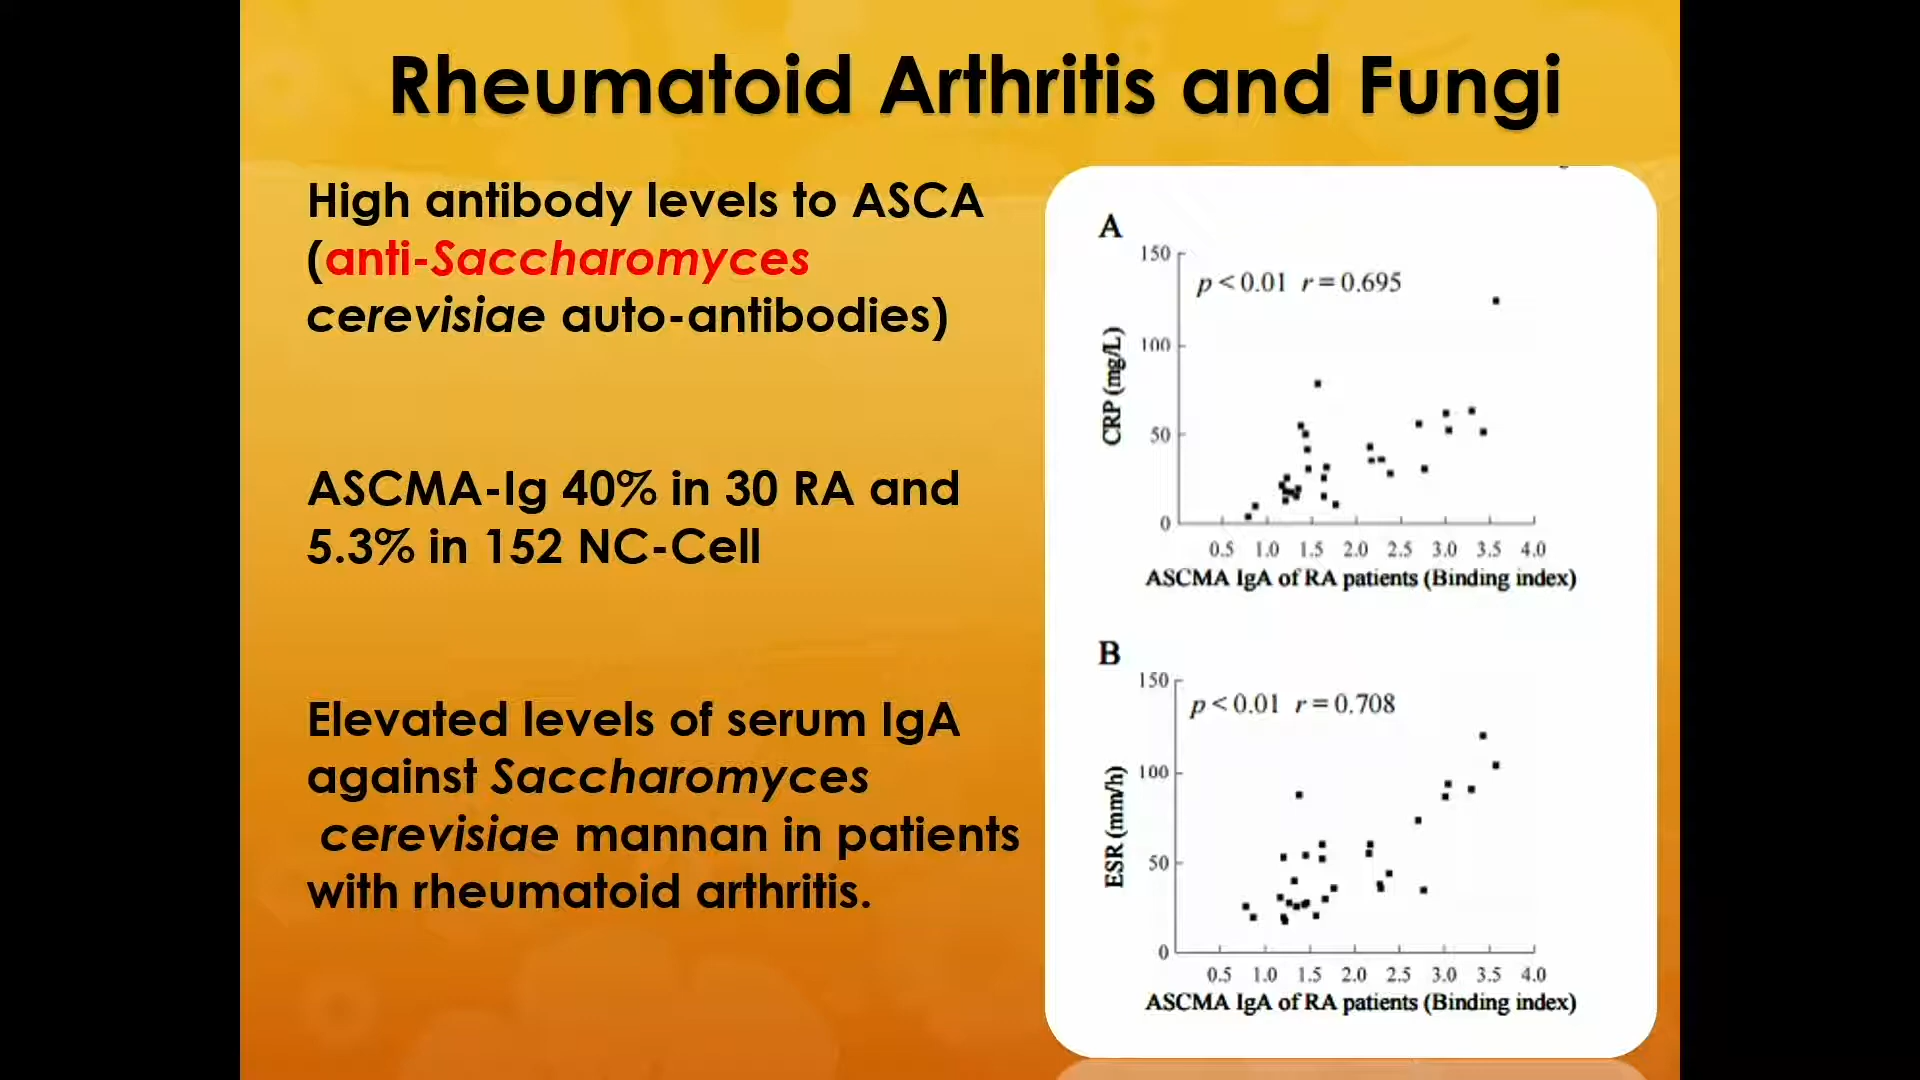 Rheumatoid Arthritis and Fungi
High antibody levels to ASCA
(anti-Saccharomyces
cerevisiae auto-antibodies)
ASCMA-Ig 40% in 30 RA and
5.3% in 152 NC-Cell
Elevated levels of serum IgA
against Saccharomyces
cerevisiae mannan in patients
with rheumatoid arthritis.
A
p < 0.01 r = 0.695
CRP (mg/L)
150
100
50
0
0.5 1.0 1.5 2.0 2.5 3.0 3.5 4.0
ASCMA IgA of RA patients (Binding index)
B
p < 0.01 r = 0.708
ESR (mm/h)
150
100
50
0
0.5 1.0 1.5 2.0 2.5 3.0 3.5 4.0
ASCMA IgA of RA patients (Binding index)